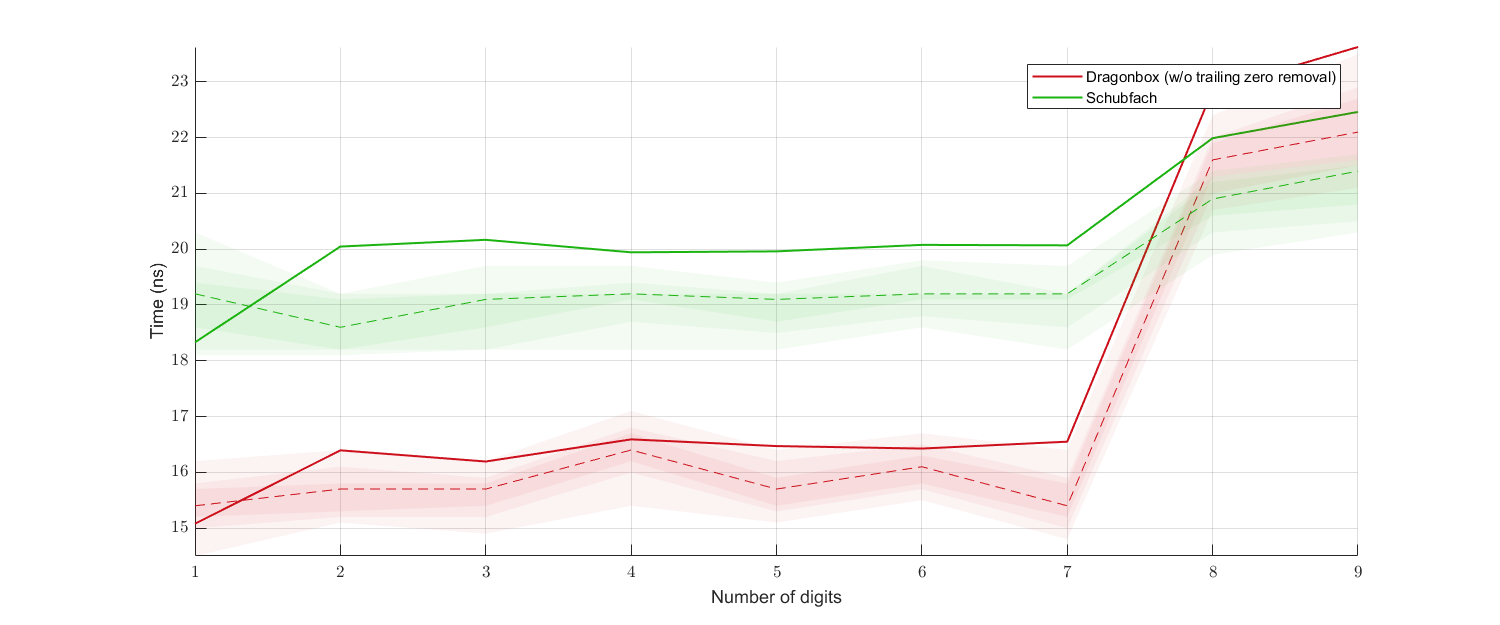 Dragonbox (w/o trailing zero removal)
Schubfach
23
22
21
20
19
18
17
16
15
Time (ns)
1 2 3 4 5 6 7 8 9
Number of digits